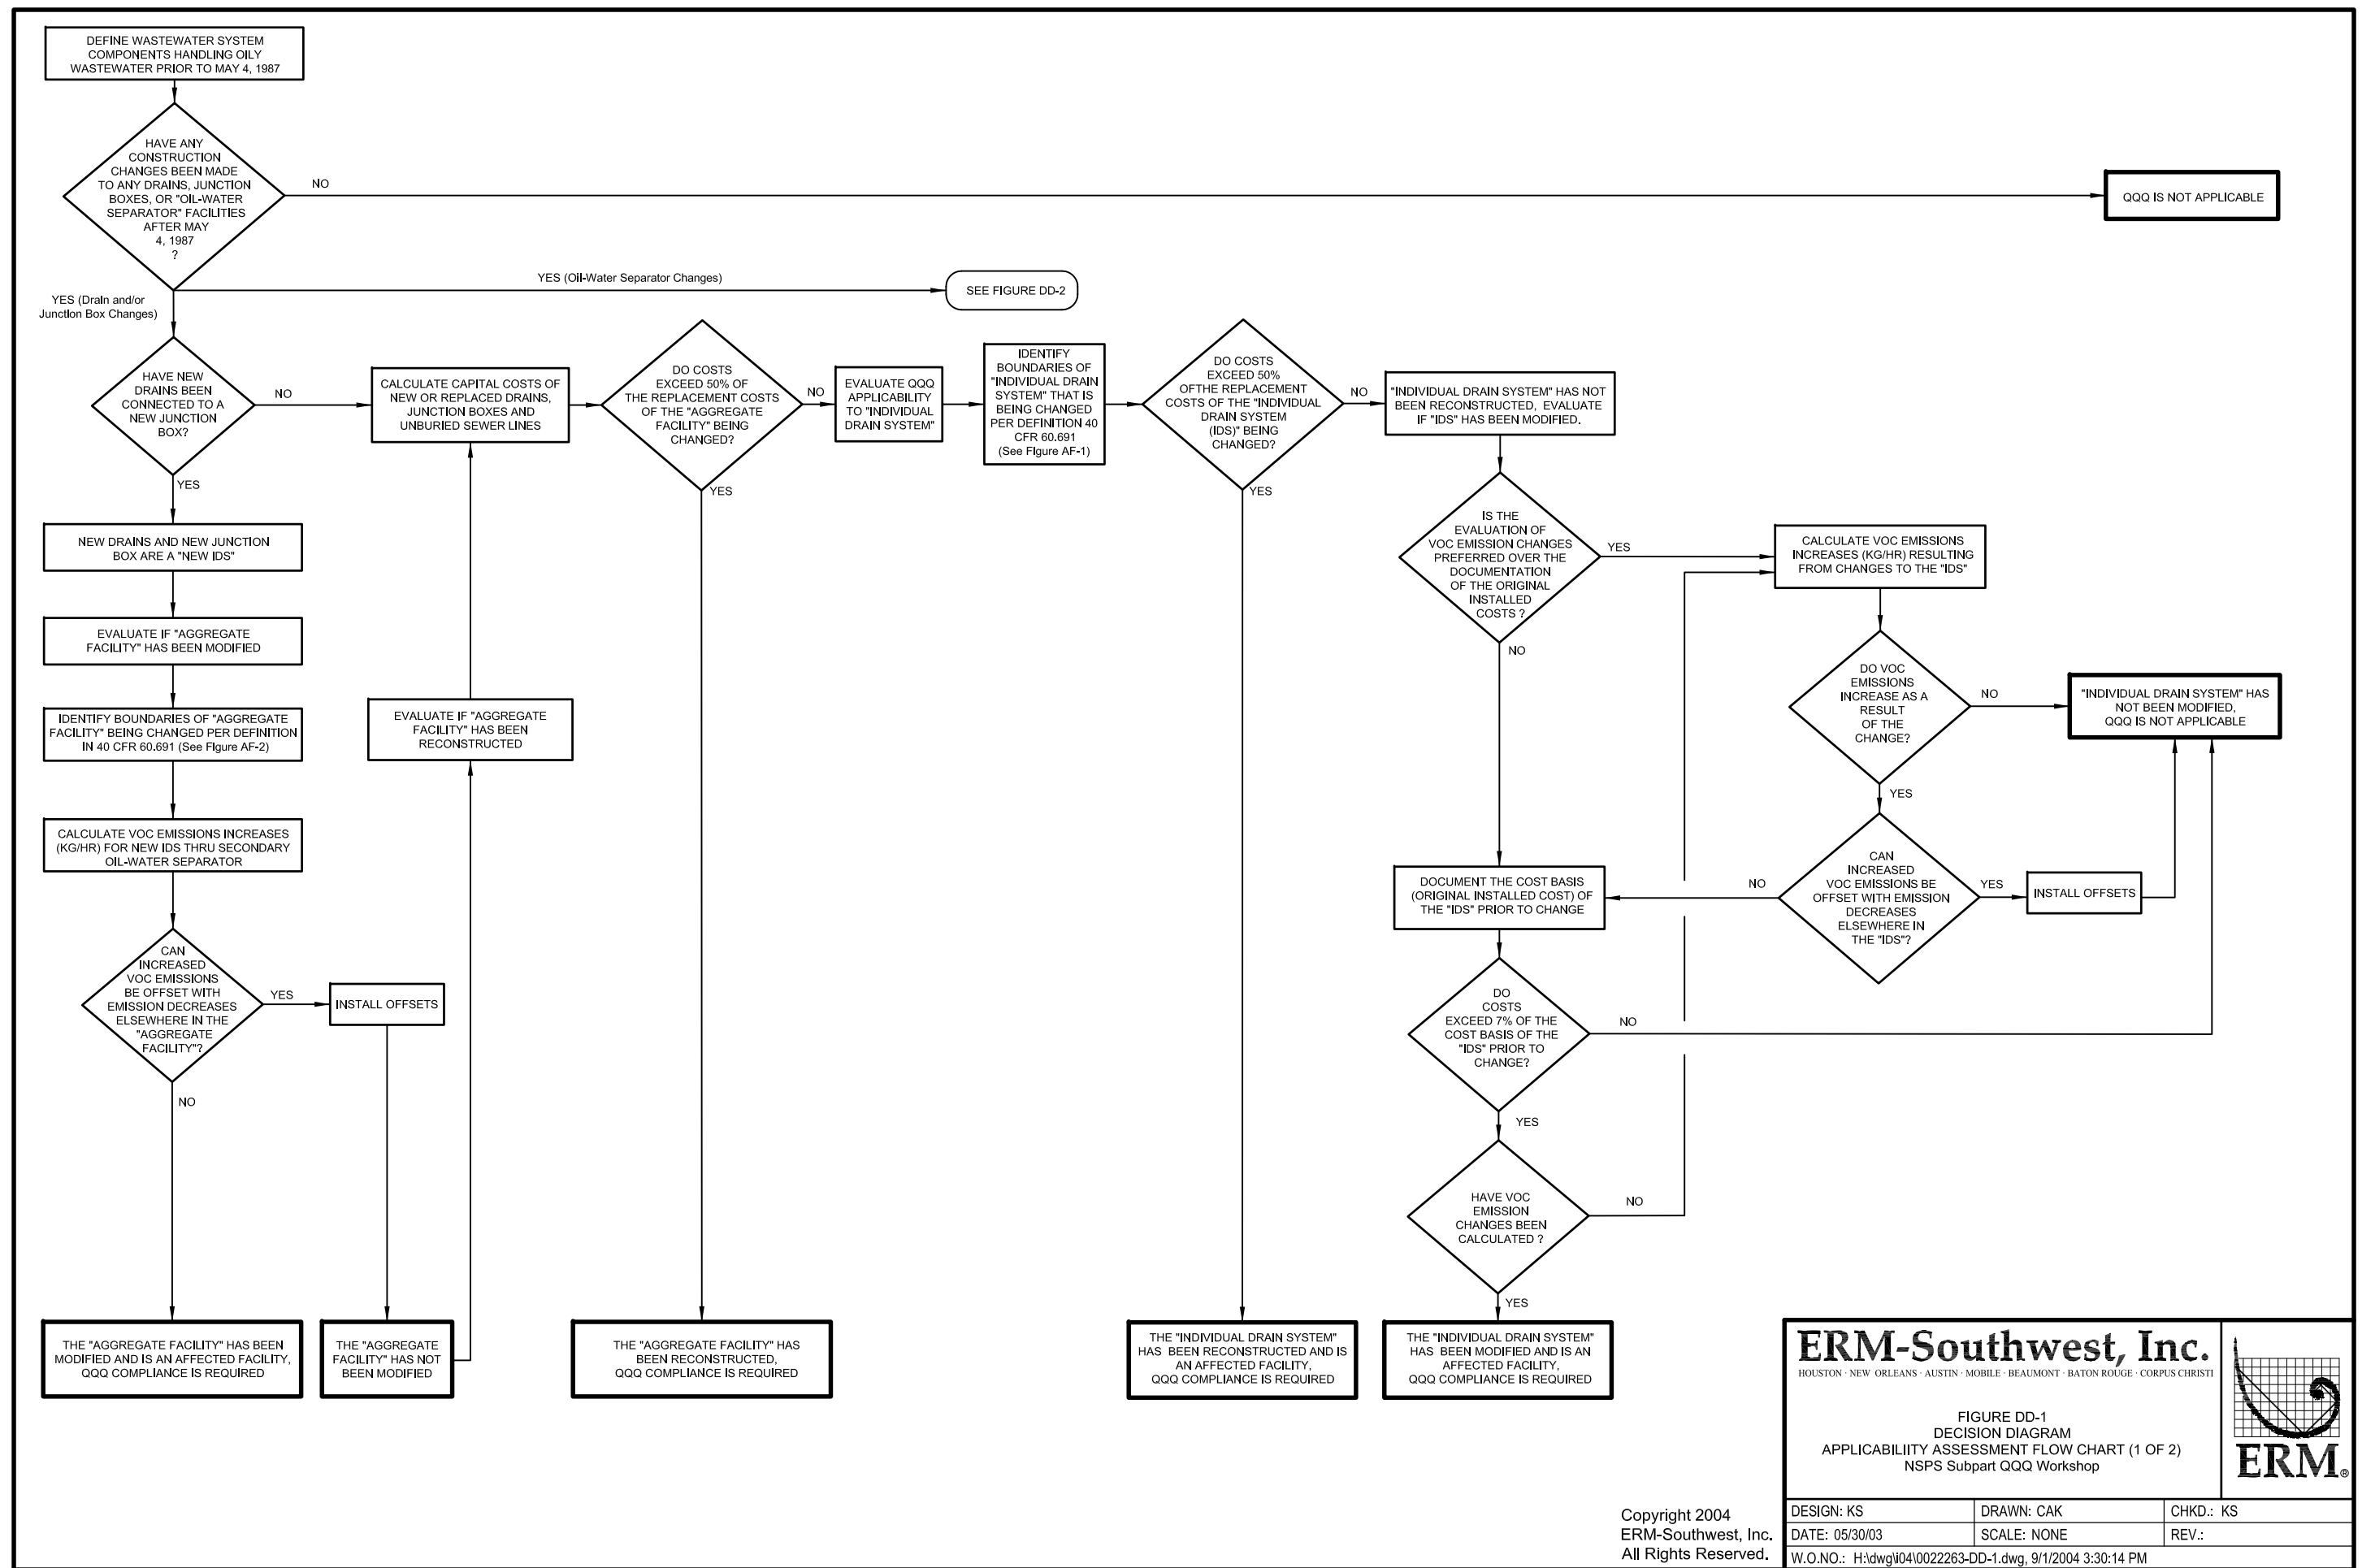 DEFINE WASTEWATER SYSTEM
COMPONENTS HANDLING OILY
WASTEWATER PRIOR TO MAY 4, 1987
HAVE ANY
CONSTRUCTION
CHANGES BEEN MADE
TO ANY DRAINS, JUNCTION
BOXES, OR "OIL-WATER
SEPARATOR" FACILITIES
AFTER MAY
4, 1987
?
NO
QQQ IS NOT APPLICABLE
YES (Oil-Water Separator Changes)
SEE FIGURE DD-2
YES (Drain and/or
Junction Box Changes)
HAVE NEW
DRAINS BEEN
CONNECTED TO A
NEW JUNCTION
BOX?
NO
YES
CALCULATE CAPITAL COSTS OF
NEW OR REPLACED DRAINS,
JUNCTION BOXES AND
UNBURIED SEWER LINES
DO COSTS
EXCEED 50% OF
THE REPLACEMENT COSTS
OF THE "AGGREGATE
FACILITY" BEING
CHANGED?
NO
YES
EVALUATE QQQ
APPLICABILITY
TO "INDIVIDUAL
DRAIN SYSTEM"
IDENTIFY
BOUNDARIES OF
"INDIVIDUAL DRAIN
SYSTEM" THAT IS
BEING CHANGED
PER DEFINITION 40
CFR 60.691
(See Figure AF-1)
DO COSTS
EXCEED 50%
OFTHE REPLACEMENT
COSTS OF THE "INDIVIDUAL
DRAIN SYSTEM
(IDS)" BEING
CHANGED?
NO
YES
"INDIVIDUAL DRAIN SYSTEM" HAS NOT
BEEN RECONSTRUCTED, EVALUATE
IF "IDS" HAS BEEN MODIFIED.
IS THE
EVALUATION OF
VOC EMISSION CHANGES
PREFERRED OVER THE
DOCUMENTATION
OF THE ORIGINAL
INSTALLED
COSTS ?
YES
NO
CALCULATE VOC EMISSIONS
INCREASES (KG/HR) RESULTING
FROM CHANGES TO THE "IDS"
DO VOC
EMISSIONS
INCREASE AS A
RESULT
OF THE
CHANGE?
NO
YES
"INDIVIDUAL DRAIN SYSTEM" HAS
NOT BEEN MODIFIED,
QQQ IS NOT APPLICABLE
CAN
INCREASED
VOC EMISSIONS BE
OFFSET WITH EMISSION
DECREASES
ELSEWHERE IN
THE "IDS"?
NO
YES
INSTALL OFFSETS
DOCUMENT THE COST BASIS
(ORIGINAL INSTALLED COST) OF
THE "IDS" PRIOR TO CHANGE
DO
COSTS
EXCEED 7% OF THE
COST BASIS OF THE
"IDS" PRIOR TO
CHANGE?
NO
YES
HAVE VOC
EMISSION
CHANGES BEEN
CALCULATED ?
NO
YES
NEW DRAINS AND NEW JUNCTION
BOX ARE A "NEW IDS"
EVALUATE IF "AGGREGATE
FACILITY" HAS BEEN MODIFIED
IDENTIFY BOUNDARIES OF "AGGREGATE
FACILITY" BEING CHANGED PER DEFINITION
IN 40 CFR 60.691 (See Figure AF-2)
CALCULATE VOC EMISSIONS INCREASES
(KG/HR) FOR NEW IDS THRU SECONDARY
OIL-WATER SEPARATOR
EVALUATE IF "AGGREGATE
FACILITY" HAS BEEN
RECONSTRUCTED
CAN
INCREASED
VOC EMISSIONS
BE OFFSET WITH
EMISSION DECREASES
ELSEWHERE IN THE
"AGGREGATE
FACILITY"?
YES
NO
INSTALL OFFSETS
THE "AGGREGATE FACILITY" HAS BEEN
MODIFIED AND IS AN AFFECTED FACILITY,
QQQ COMPLIANCE IS REQUIRED
THE "AGGREGATE
FACILITY" HAS NOT
BEEN MODIFIED
THE "AGGREGATE FACILITY" HAS
BEEN RECONSTRUCTED,
QQQ COMPLIANCE IS REQUIRED
THE "INDIVIDUAL DRAIN SYSTEM"
HAS BEEN RECONSTRUCTED AND IS
AN AFFECTED FACILITY,
QQQ COMPLIANCE IS REQUIRED
THE "INDIVIDUAL DRAIN SYSTEM"
HAS BEEN MODIFIED AND IS AN
AFFECTED FACILITY,
QQQ COMPLIANCE IS REQUIRED
ERM-Southwest, Inc.
HOUSTON · NEW ORLEANS · AUSTIN · MOBILE · BEAUMONT · BATON ROUGE · CORPUS CHRISTI
FIGURE DD-1
DECISION DIAGRAM
APPLICABILIITY ASSESSMENT FLOW CHART (1 OF 2)
NSPS Subpart QQQ Workshop
ERM®
Copyright 2004
ERM-Southwest, Inc.
All Rights Reserved.
DESIGN: KS
DRAWN: CAK
CHKD.: KS
DATE: 05/30/03
SCALE: NONE
REV.:
W.O.NO.: H:\dwg\i04\0022263-DD-1.dwg, 9/1/2004 3:30:14 PM